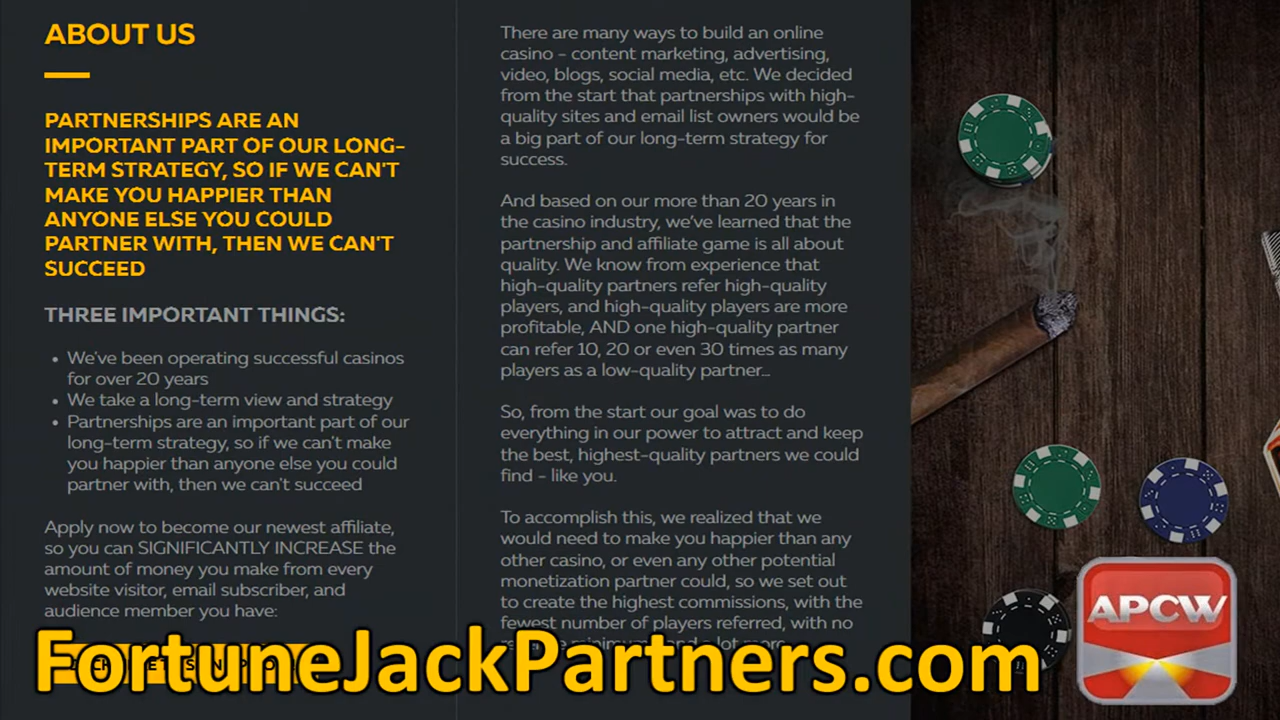 ABOUT US
PARTNERSHIPS ARE AN
IMPORTANT PART OF OUR LONG-
TERM STRATEGY, SO IF WE CAN'T
MAKE YOU HAPPIER THAN
ANYONE ELSE YOU COULD
PARTNER WITH, THEN WE CAN'T
SUCCEED
THREE IMPORTANT THINGS:
• We've been operating successful casinos
for over 20 years
• We take a long-term view and strategy
• Partnerships are an important part of our
long-term strategy, so if we can't make
you happier than anyone else you could
partner with, then we can't succeed
Apply now to become our newest affiliate,
so you can SIGNIFICANTLY INCREASE the
amount of money you make from every
website visitor, email subscriber, and
audience member you have:
There are many ways to build an online
casino – content marketing, advertising,
video, blogs, social media, etc. We decided
from the start that partnerships with high-
quality sites and email list owners would be
a big part of our long-term strategy for
success.
And based on our more than 20 years in
the casino industry, we've learned that the
partnership and affiliate game is all about
quality. We know from experience that
high-quality partners refer high-quality
players, and high-quality players are more
profitable, AND one high-quality partner
can refer 10, 20 or even 30 times as many
players as a low-quality partner...
So, from the start our goal was to do
everything in our power to attract and keep
the best, highest-quality partners we could
find – like you.
To accomplish this, we realized that we
would need to make you happier than any
other casino, or even any other potential
monetization partner could, so we set out
to create the highest commissions, with the
fewest number of players referred, with no
FortuneJackPartners.com
APCW